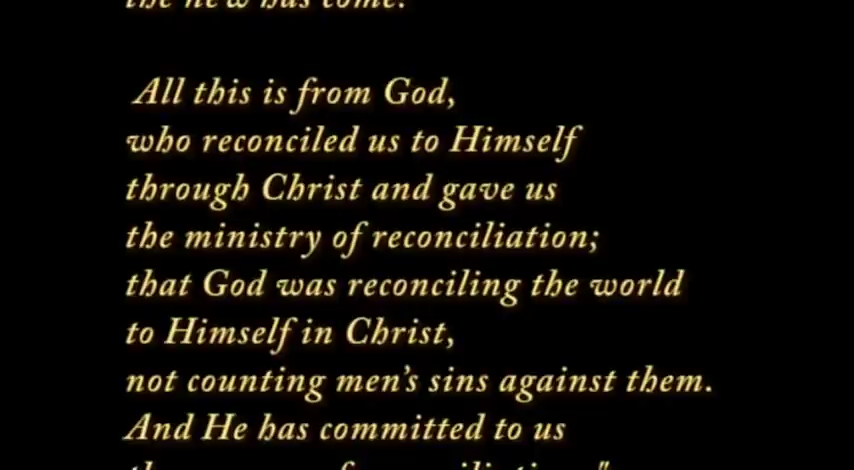 the new has come.
All this is from God,
who reconciled us to Himself
through Christ and gave us
the ministry of reconciliation;
that God was reconciling the world
to Himself in Christ,
not counting men's sins against them.
And He has committed to us